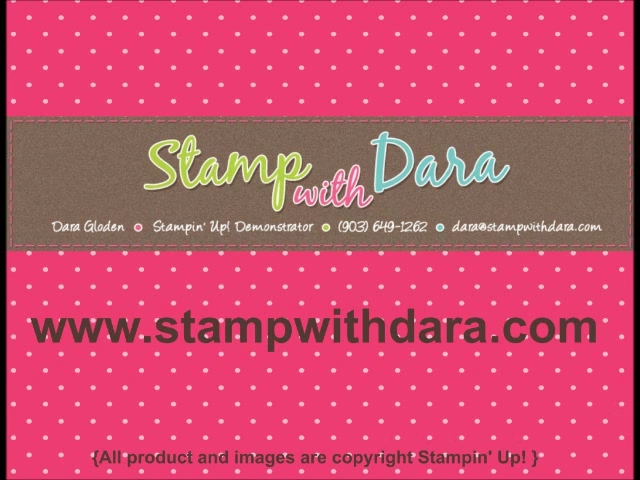 Stamp with Dara
Dara Gloden • Stampin' Up! Demonstrator • (903) 649-1262 • dara@stampwithdara.com
www.stampwithdara.com
{All product and images are copyright Stampin' Up! }